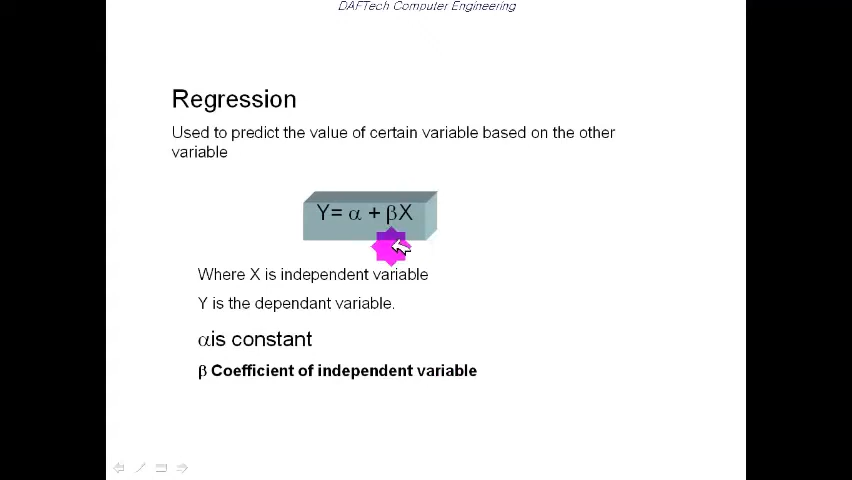 DAFTech Computer Engineering
Regression
Used to predict the value of certain variable based on the other
variable
Y= α + βX
Where X is independent variable
Y is the dependant variable.
αis constant
β Coefficient of independent variable